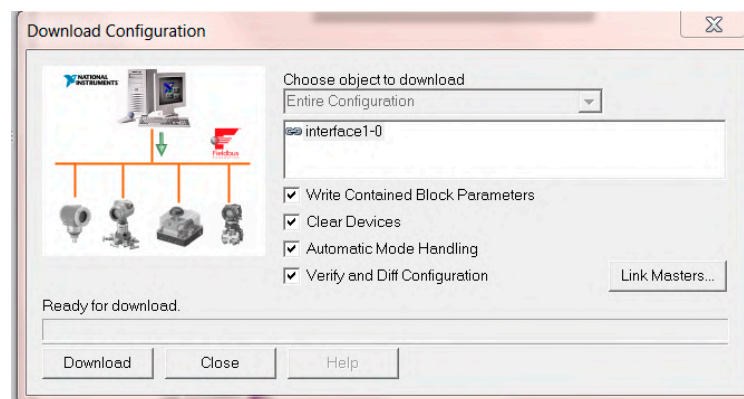 Download Configuration
NATIONAL
INSTRUMENTS
Fieldbus
Choose object to download
Entire Configuration
interface1-0
Write Contained Block Parameters
Clear Devices
Automatic Mode Handling
Verify and Diff Configuration
Link Masters...
Ready for download.
Download
Close
Help